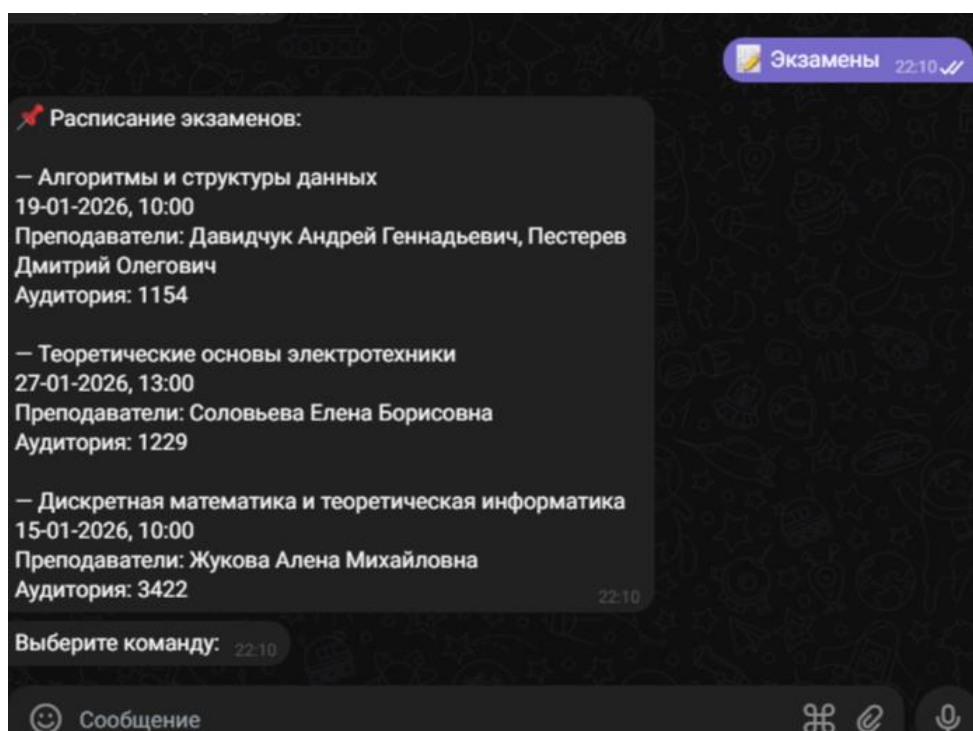 Экзамены 22:10
Расписание экзаменов:
— Алгоритмы и структуры данных
19-01-2026, 10:00
Преподаватели: Давидчук Андрей Геннадьевич, Пестерев
Дмитрий Олегович
Аудитория: 1154
— Теоретические основы электротехники
27-01-2026, 13:00
Преподаватели: Соловьева Елена Борисовна
Аудитория: 1229
— Дискретная математика и теоретическая информатика
15-01-2026, 10:00
Преподаватели: Жукова Алена Михайловна
Аудитория: 3422
22:10
Выберите команду: 22:10
Сообщение